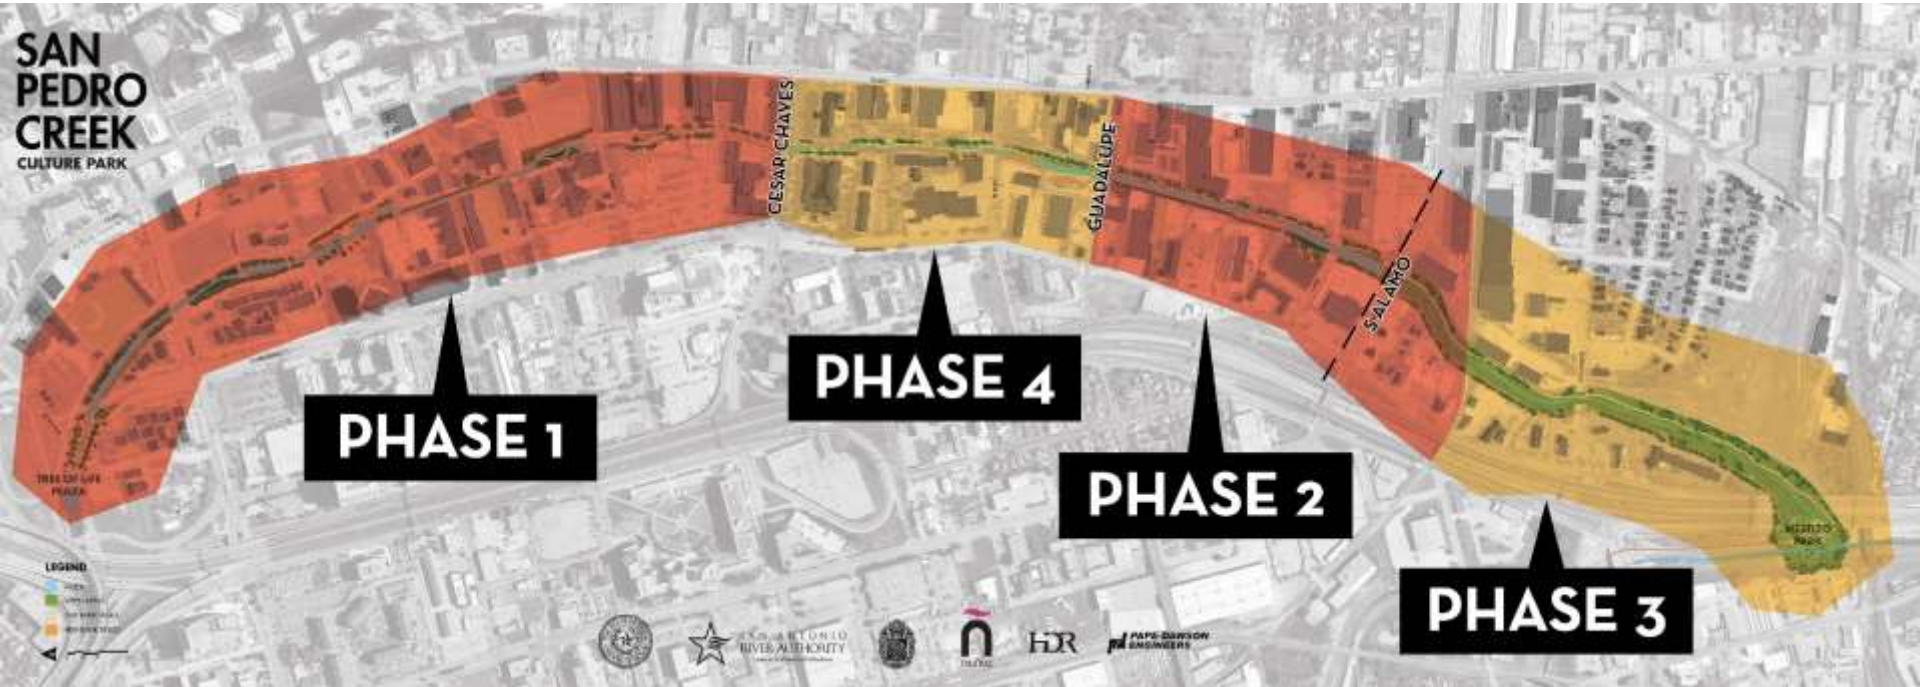 SAN
PEDRO
CREEK
CULTURE PARK
CESAR CHAVES
GUADALUPE
S ALAMO
PHASE 1
PHASE 4
PHASE 2
PHASE 3
TREE OF LIFE
PLAZA
LEGEND
SAN ANTONIO
RIVER AUTHORITY
HDR
PAPE-DAWSON
ENGINEERS